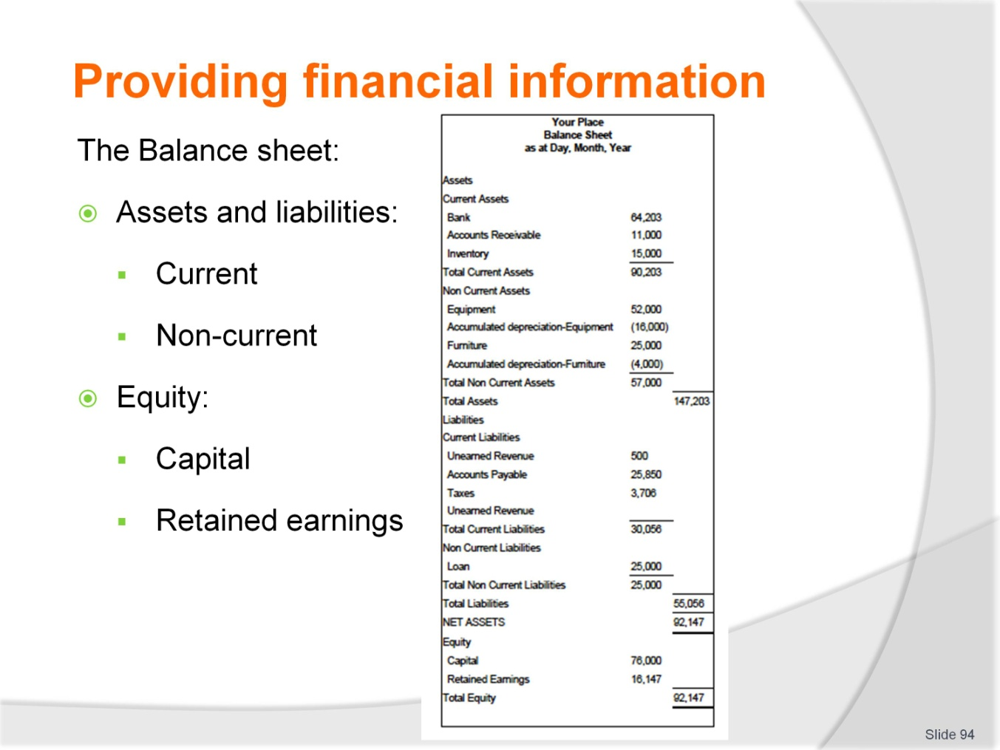 Providing financial information
The Balance sheet:
Assets and liabilities:
Current
Non-current
Equity:
Capital
Retained earnings
Your Place
Balance Sheet
as at Day, Month, Year
Assets
Current Assets
Bank 64,203
Accounts Receivable 11,000
Inventory 15,000
Total Current Assets 90,203
Non Current Assets
Equipment 52,000
Accumulated depreciation-Equipment (16,000)
Furniture 25,000
Accumulated depreciation-Furniture (4,000)
Total Non Current Assets 57,000
Total Assets 147,203
Liabilities
Current Liabilities
Unearned Revenue 500
Accounts Payable 25,850
Taxes 3,706
Unearned Revenue
Total Current Liabilities 30,056
Non Current Liabilities
Loan 25,000
Total Non Current Liabilities 25,000
Total Liabilities 55,056
NET ASSETS 92,147
Equity
Capital 76,000
Retained Earnings 16,147
Total Equity 92,147
Slide 94